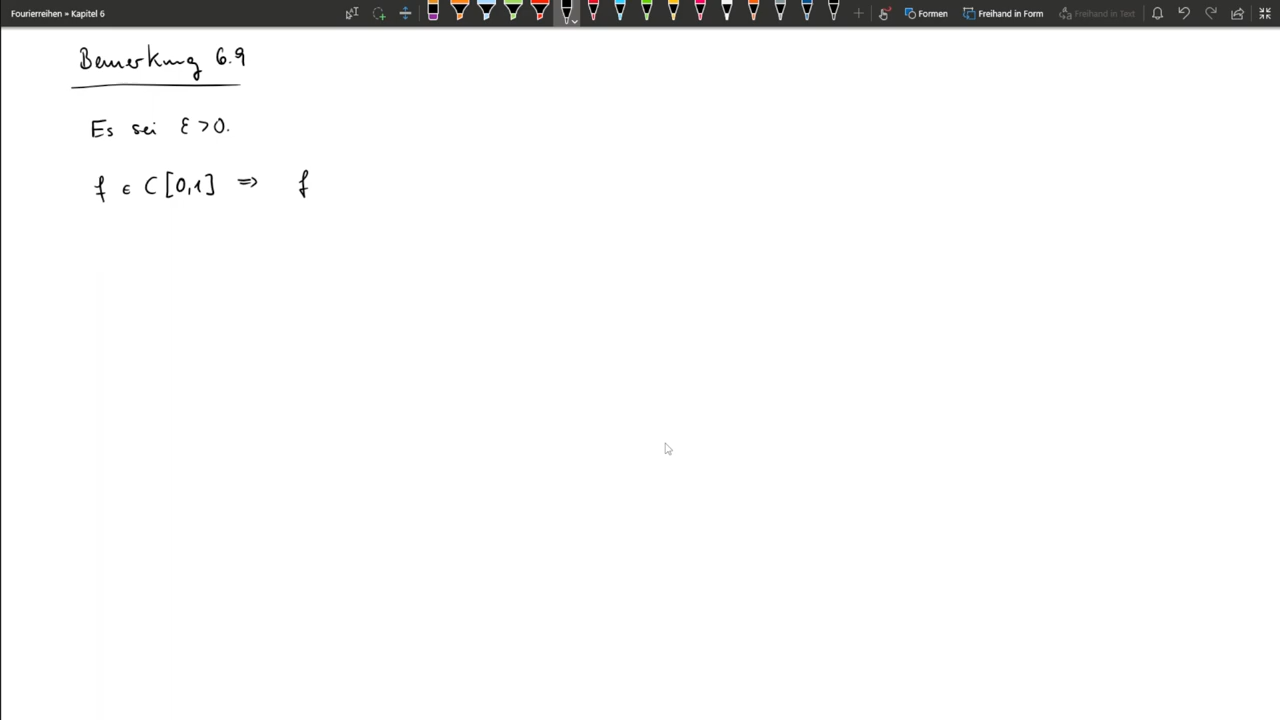 Fourierreihen » Kapitel 6
Formen
Freihand in Form
Freihand in Text
Bemerkung 6.9
Es sei ε > 0.
f ∈ C [0,1] ⇒ f